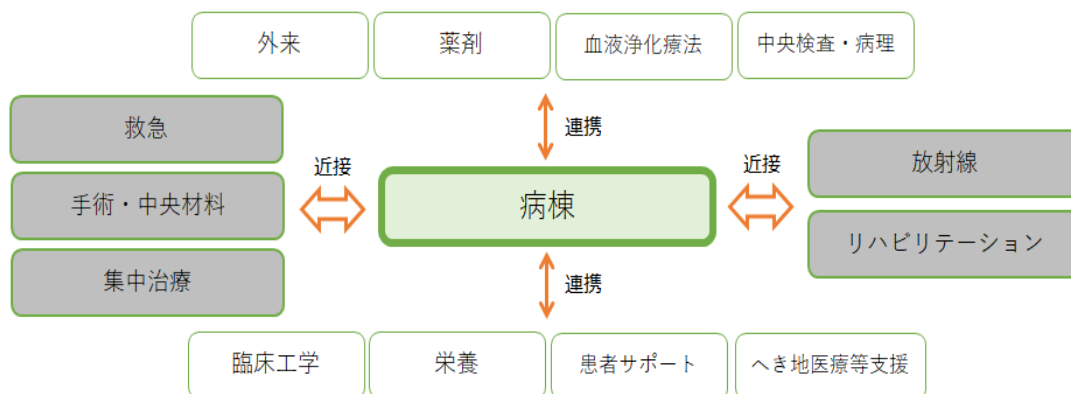 外来
薬剤
血液浄化療法
中央検査・病理
救急
手術・中央材料
集中治療
近接
連携
病棟
連携
近接
放射線
リハビリテーション
臨床工学
栄養
患者サポート
へき地医療等支援